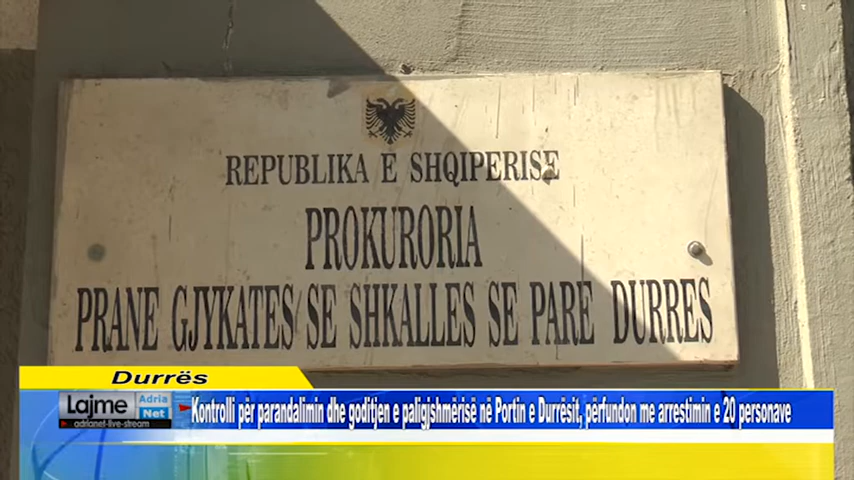 REPUBLIKA E SHQIPERISE
PROKURORIA
PRANE GJYKATES SE SHKALLES SE PARE DURRES
Durrës
Lajme Adria Net
adrianet-live-stream
Kontrolli për parandalimin dhe goditjen e paligjshmërisë në Portin e Durrësit, përfundon me arrestimin e 20 personave